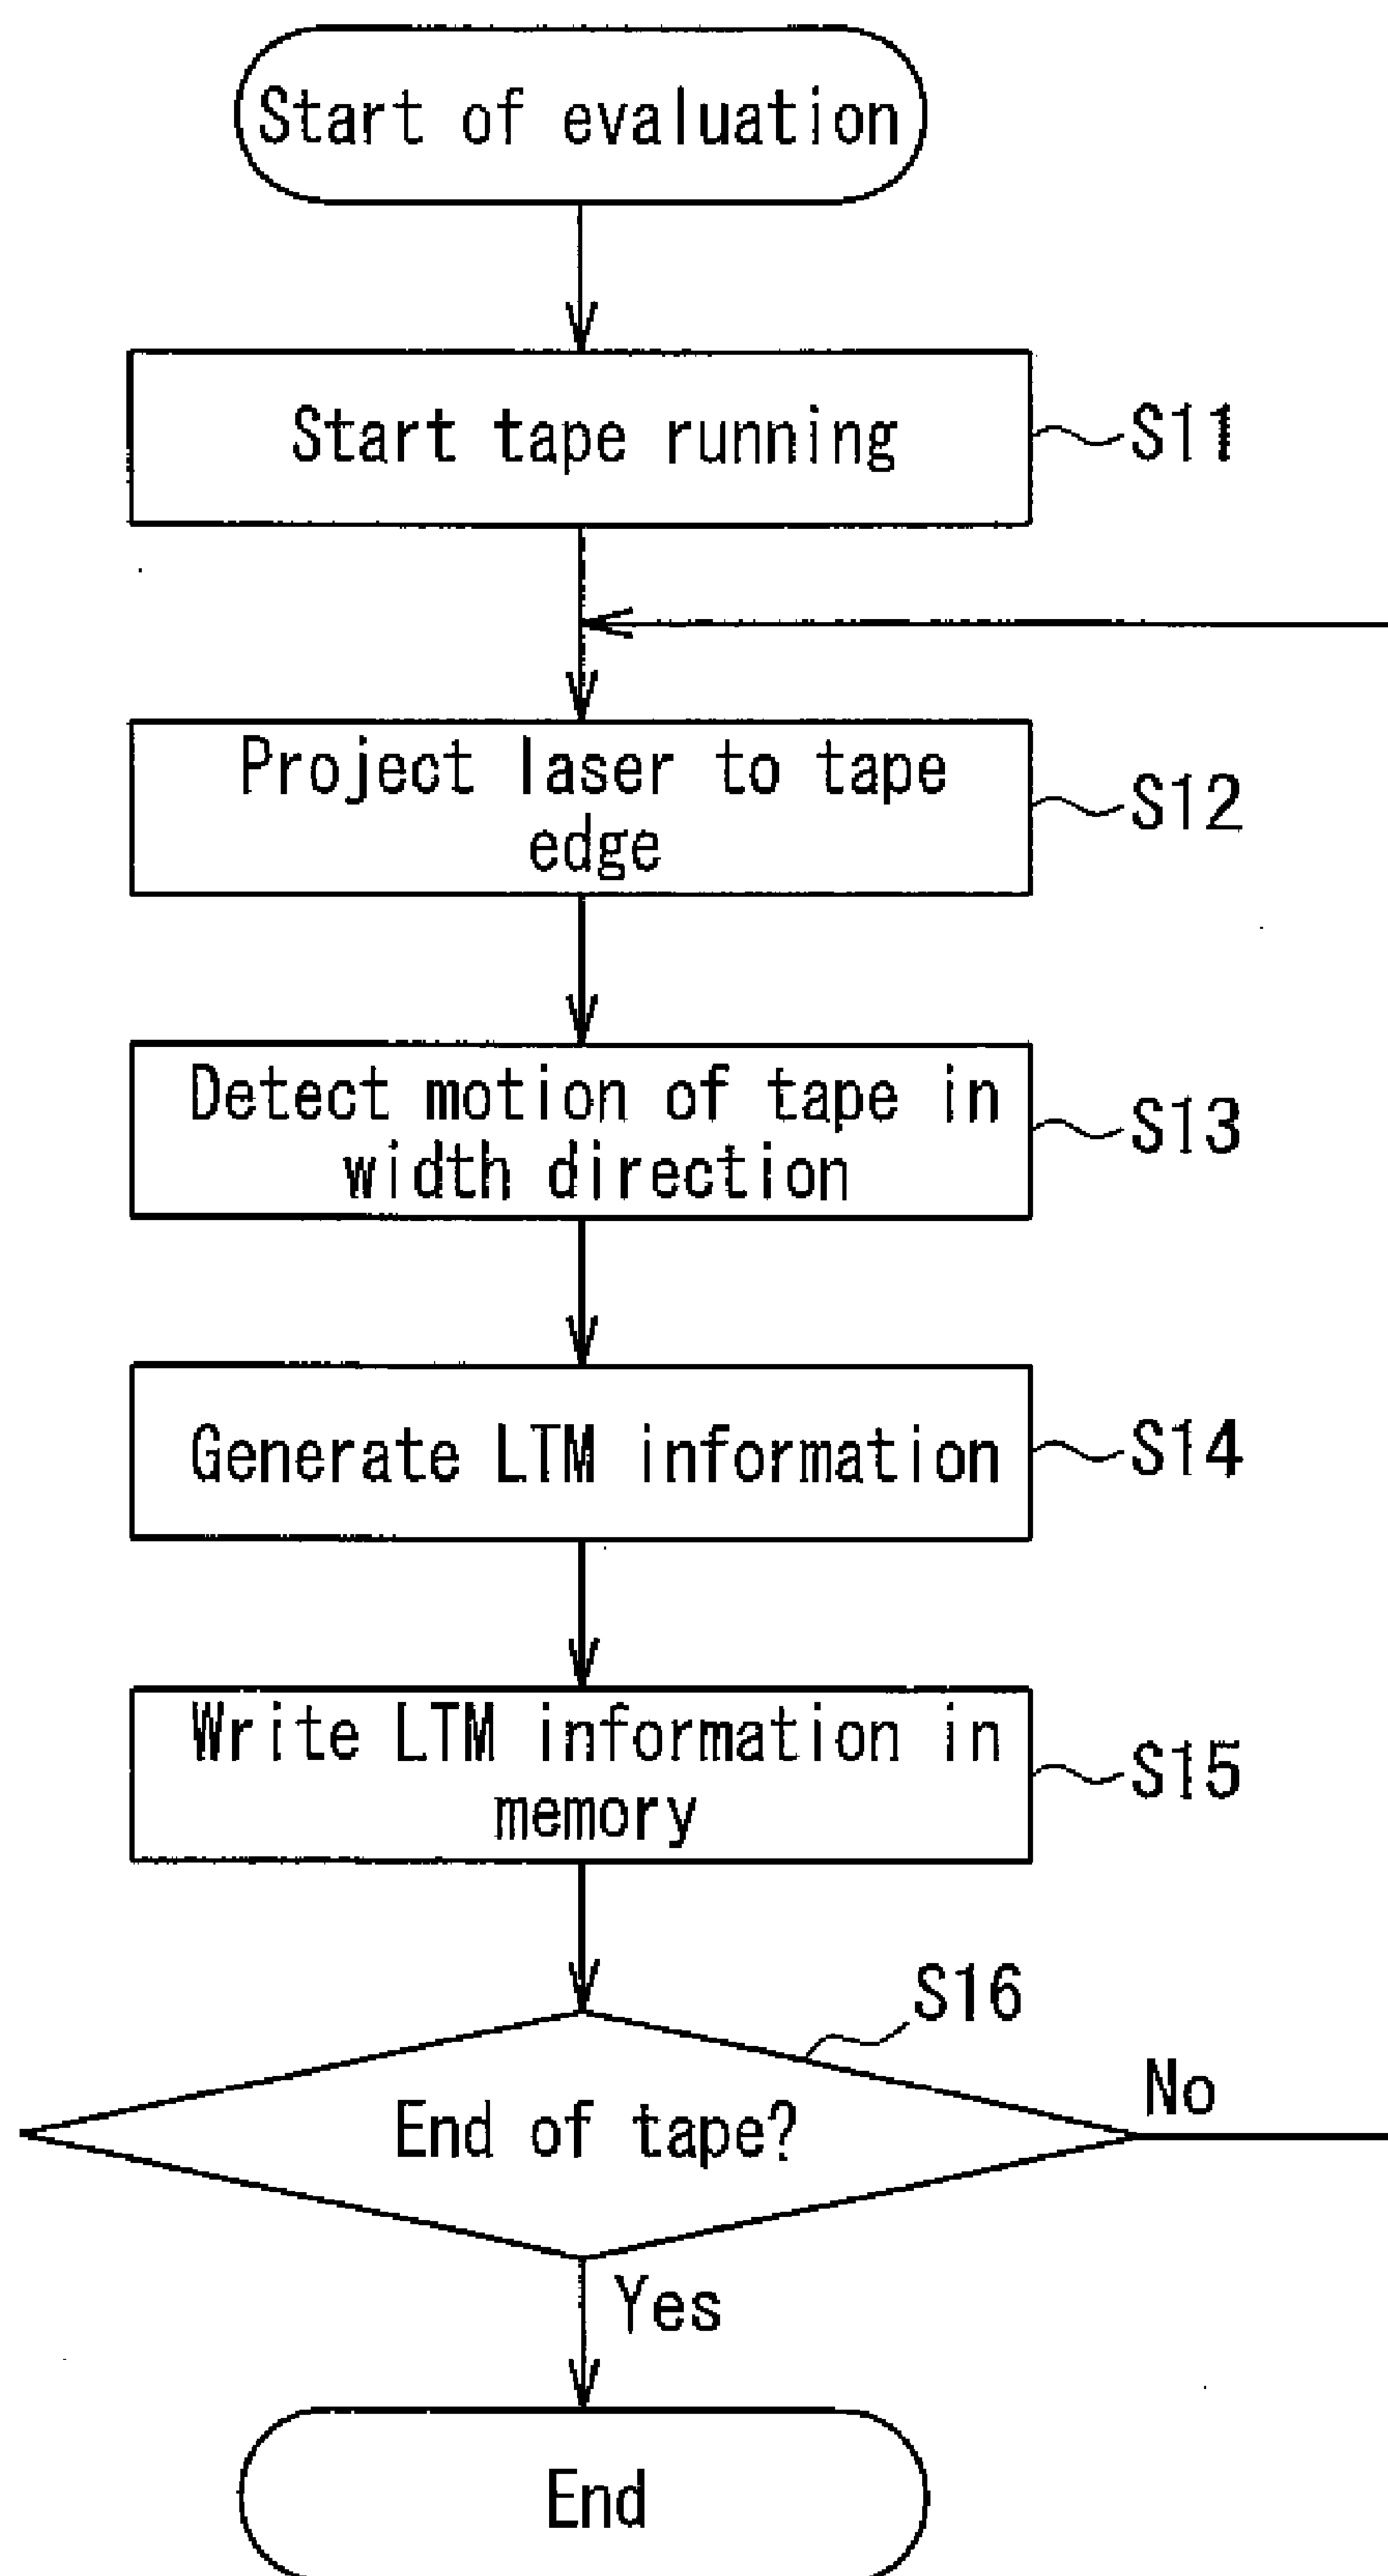 Start of evaluation
Start tape running
S11
Project laser to tape
edge
S12
Detect motion of tape in
width direction
S13
Generate LTM information
S14
Write LTM information in
memory
S15
S16
End of tape?
No
Yes
End